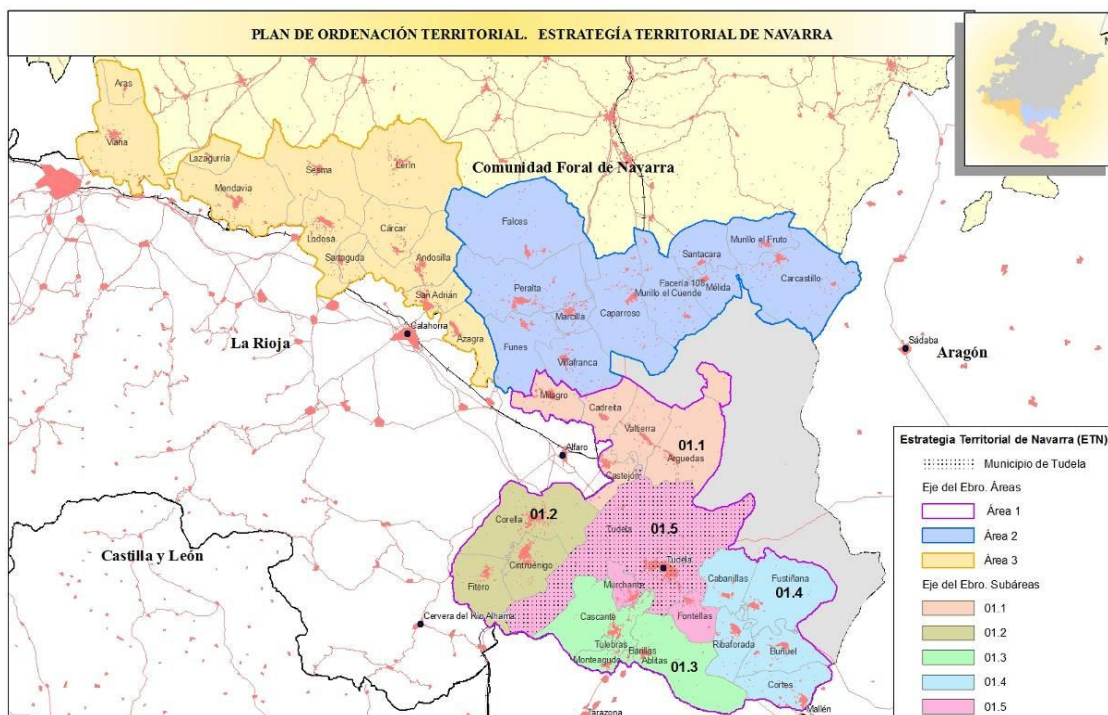 PLAN DE ORDENACIÓN TERRITORIAL. ESTRATEGÍA TERRITORIAL DE NAVARRA
N
Aras
Viana
Lazagurría
Sesma
Lerín
Mendavia
Comunidad Foral de Navarra
Lodosa
Cárcar
Sartaguda
Andosilla
San Adrián
Azagra
Falces
Peralta
Marcilla
Funes
Villafranca
Caparroso
Murillo el Cuende
Facería 108
Mélida
Santacara
Murillo el Fruto
Carcastillo
Calahorra
La Rioja
Sádaba
Aragón
Milagro
Cadreita
Valtierra
01.1
Arguedas
Alfaro
Castejón
01.2
Corella
Cintruénigo
Fitero
Tudela
01.5
Tudela
Murchante
Fontellas
Cabanillas
Fustiñana
01.4
Castilla y León
Cervera del Río Alhama
Cascante
Tulebras
Barillas
Monteagudo
Ablitas
01.3
Ribaforada
Buñuel
Cortes
Mallén
Tarazona
Estrategia Territorial de Navarra (ETN)
Municipio de Tudela
Eje del Ebro. Áreas
Área 1
Área 2
Área 3
Eje del Ebro. Subáreas
01.1
01.2
01.3
01.4
01.5